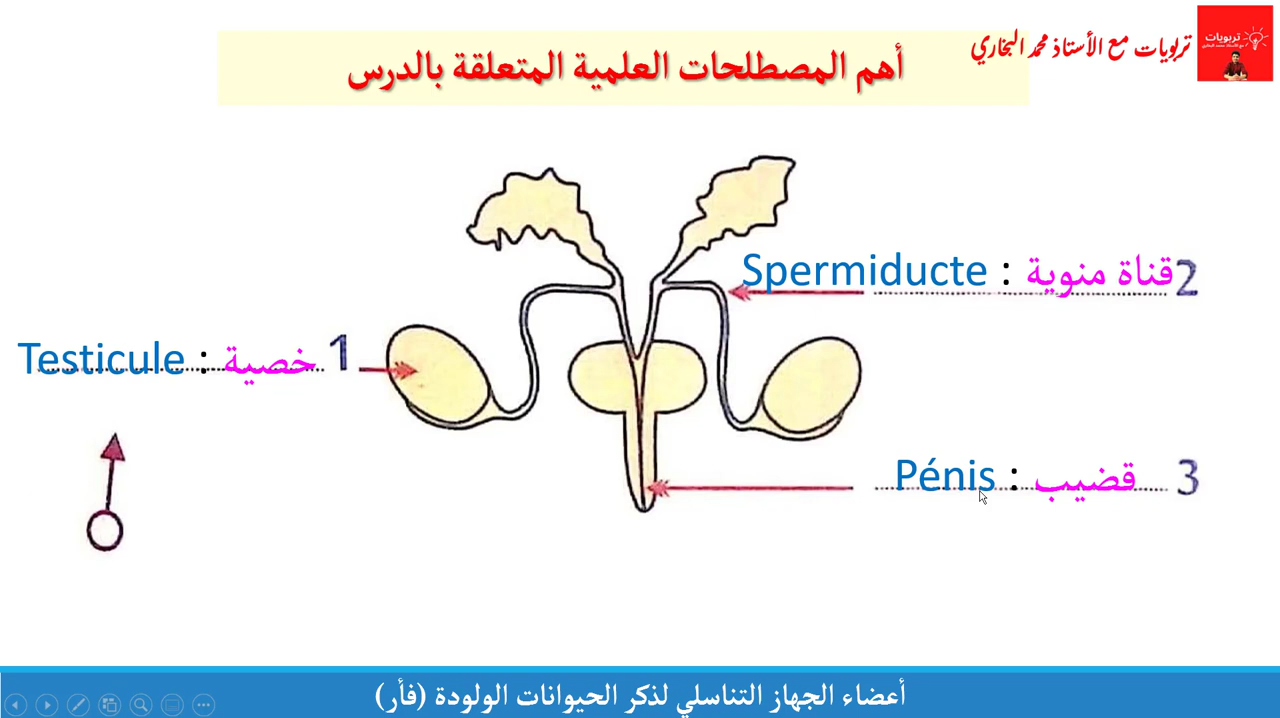 تربويات مع الأستاذ محمد البخاري
تربويات
أهم المصطلحات العلمية المتعلقة بالدرس
2 قناة منوية : Spermiducte
1 خصية : Testicule
3 قضيب : Pénis
أعضاء الجهاز التناسلي لذكر الحيوانات الولودة (فأر)